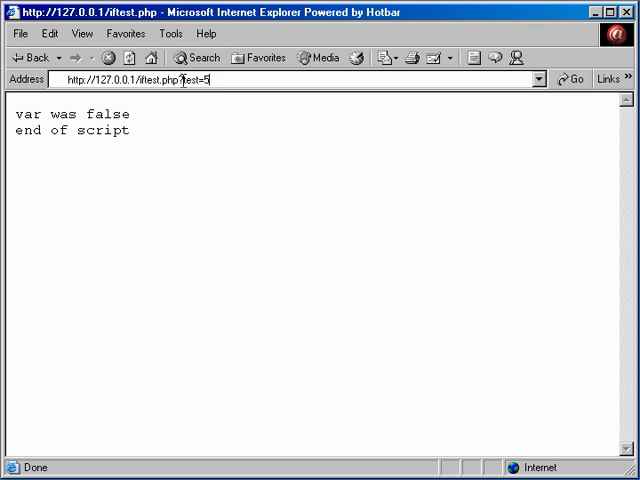 http://127.0.0.1/iftest.php - Microsoft Internet Explorer Powered by Hotbar
File Edit View Favorites Tools Help
@
Back Search Favorites Media
Address http://127.0.0.1/iftest.php?test=5 Go Links »
var was false
end of script
Done Internet